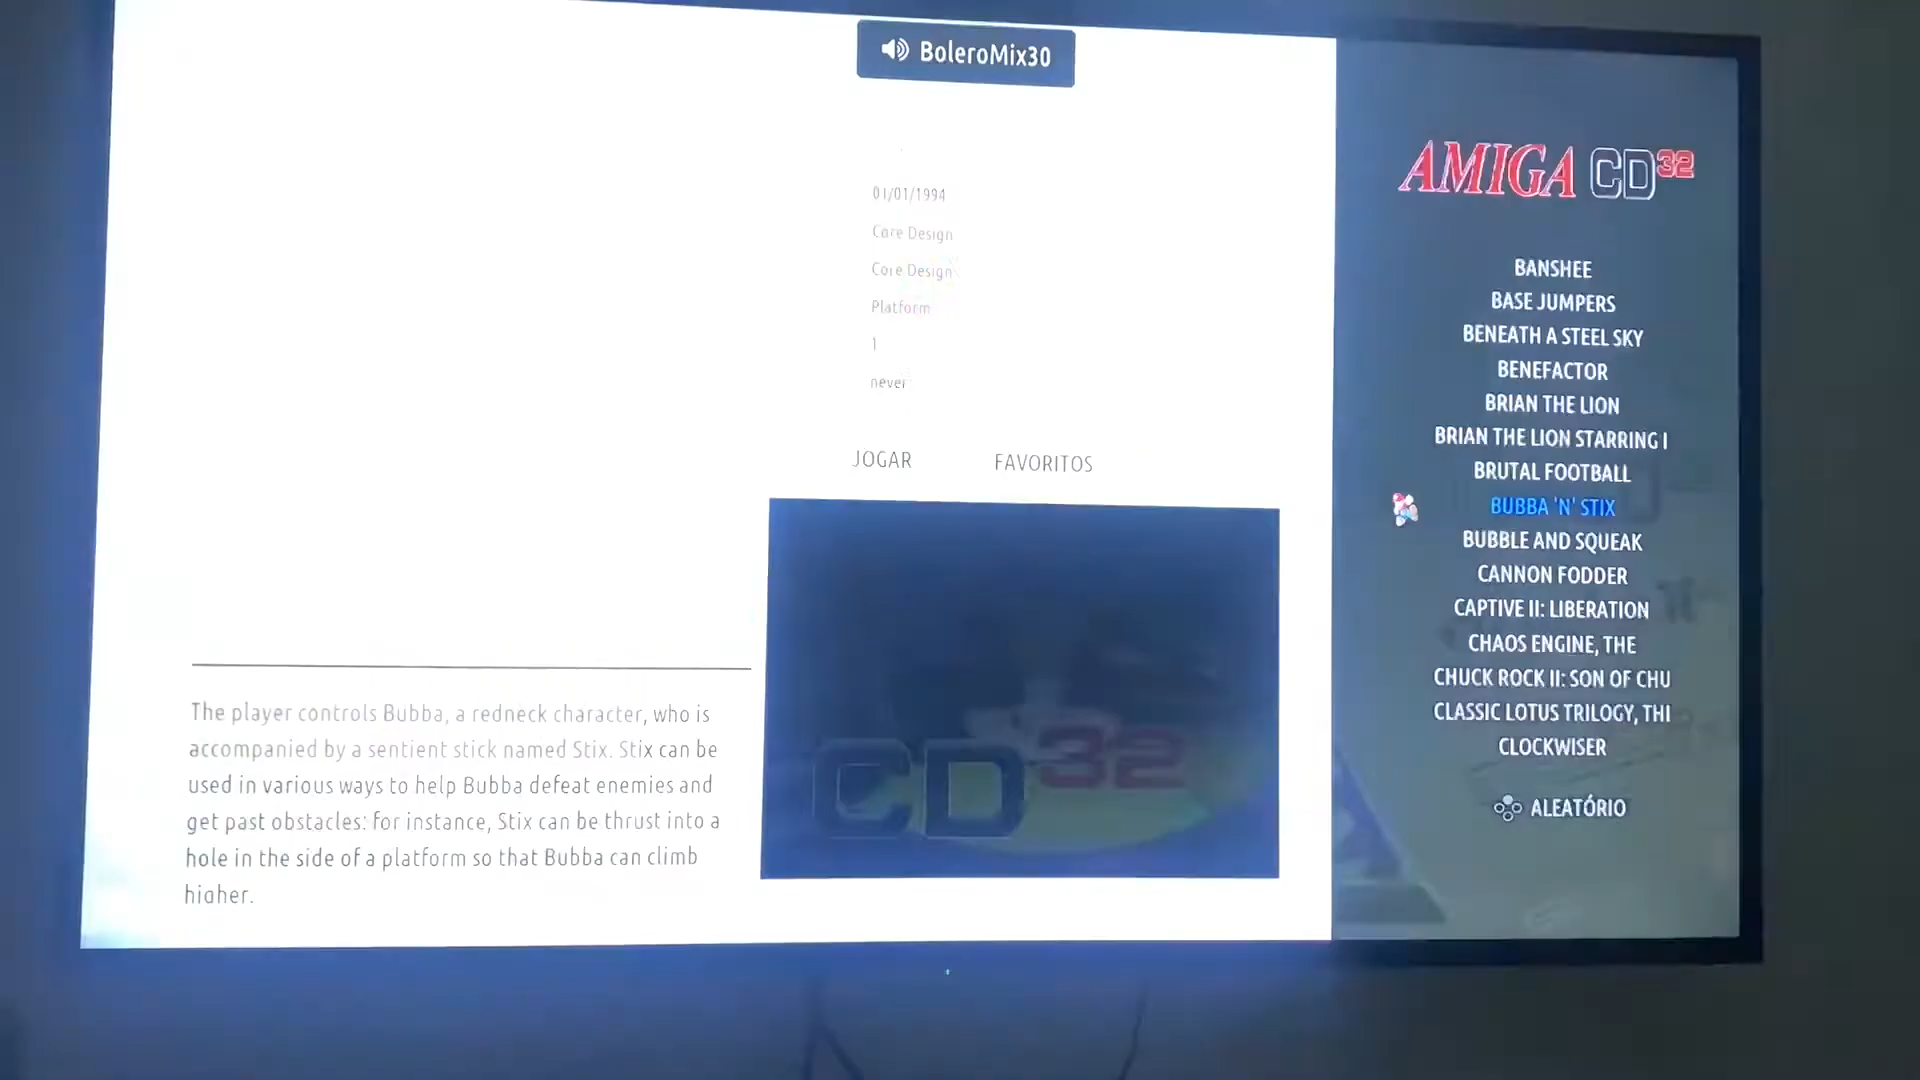 BoleroMix30
01/01/1994
Core Design
Core Design
Platform
1
never
JOGAR
FAVORITOS
The player controls Bubba, a redneck character, who is
accompanied by a sentient stick named Stix. Stix can be
used in various ways to help Bubba defeat enemies and
get past obstacles: for instance, Stix can be thrust into a
hole in the side of a platform so that Bubba can climb
higher.
CD32
AMIGA CD32
BANSHEE
BASE JUMPERS
BENEATH A STEEL SKY
BENEFACTOR
BRIAN THE LION
BRIAN THE LION STARRING I
BRUTAL FOOTBALL
BUBBA 'N' STIX
BUBBLE AND SQUEAK
CANNON FODDER
CAPTIVE II: LIBERATION
CHAOS ENGINE, THE
CHUCK ROCK II: SON OF CHU
CLASSIC LOTUS TRILOGY, THI
CLOCKWISER
ALEATÓRIO